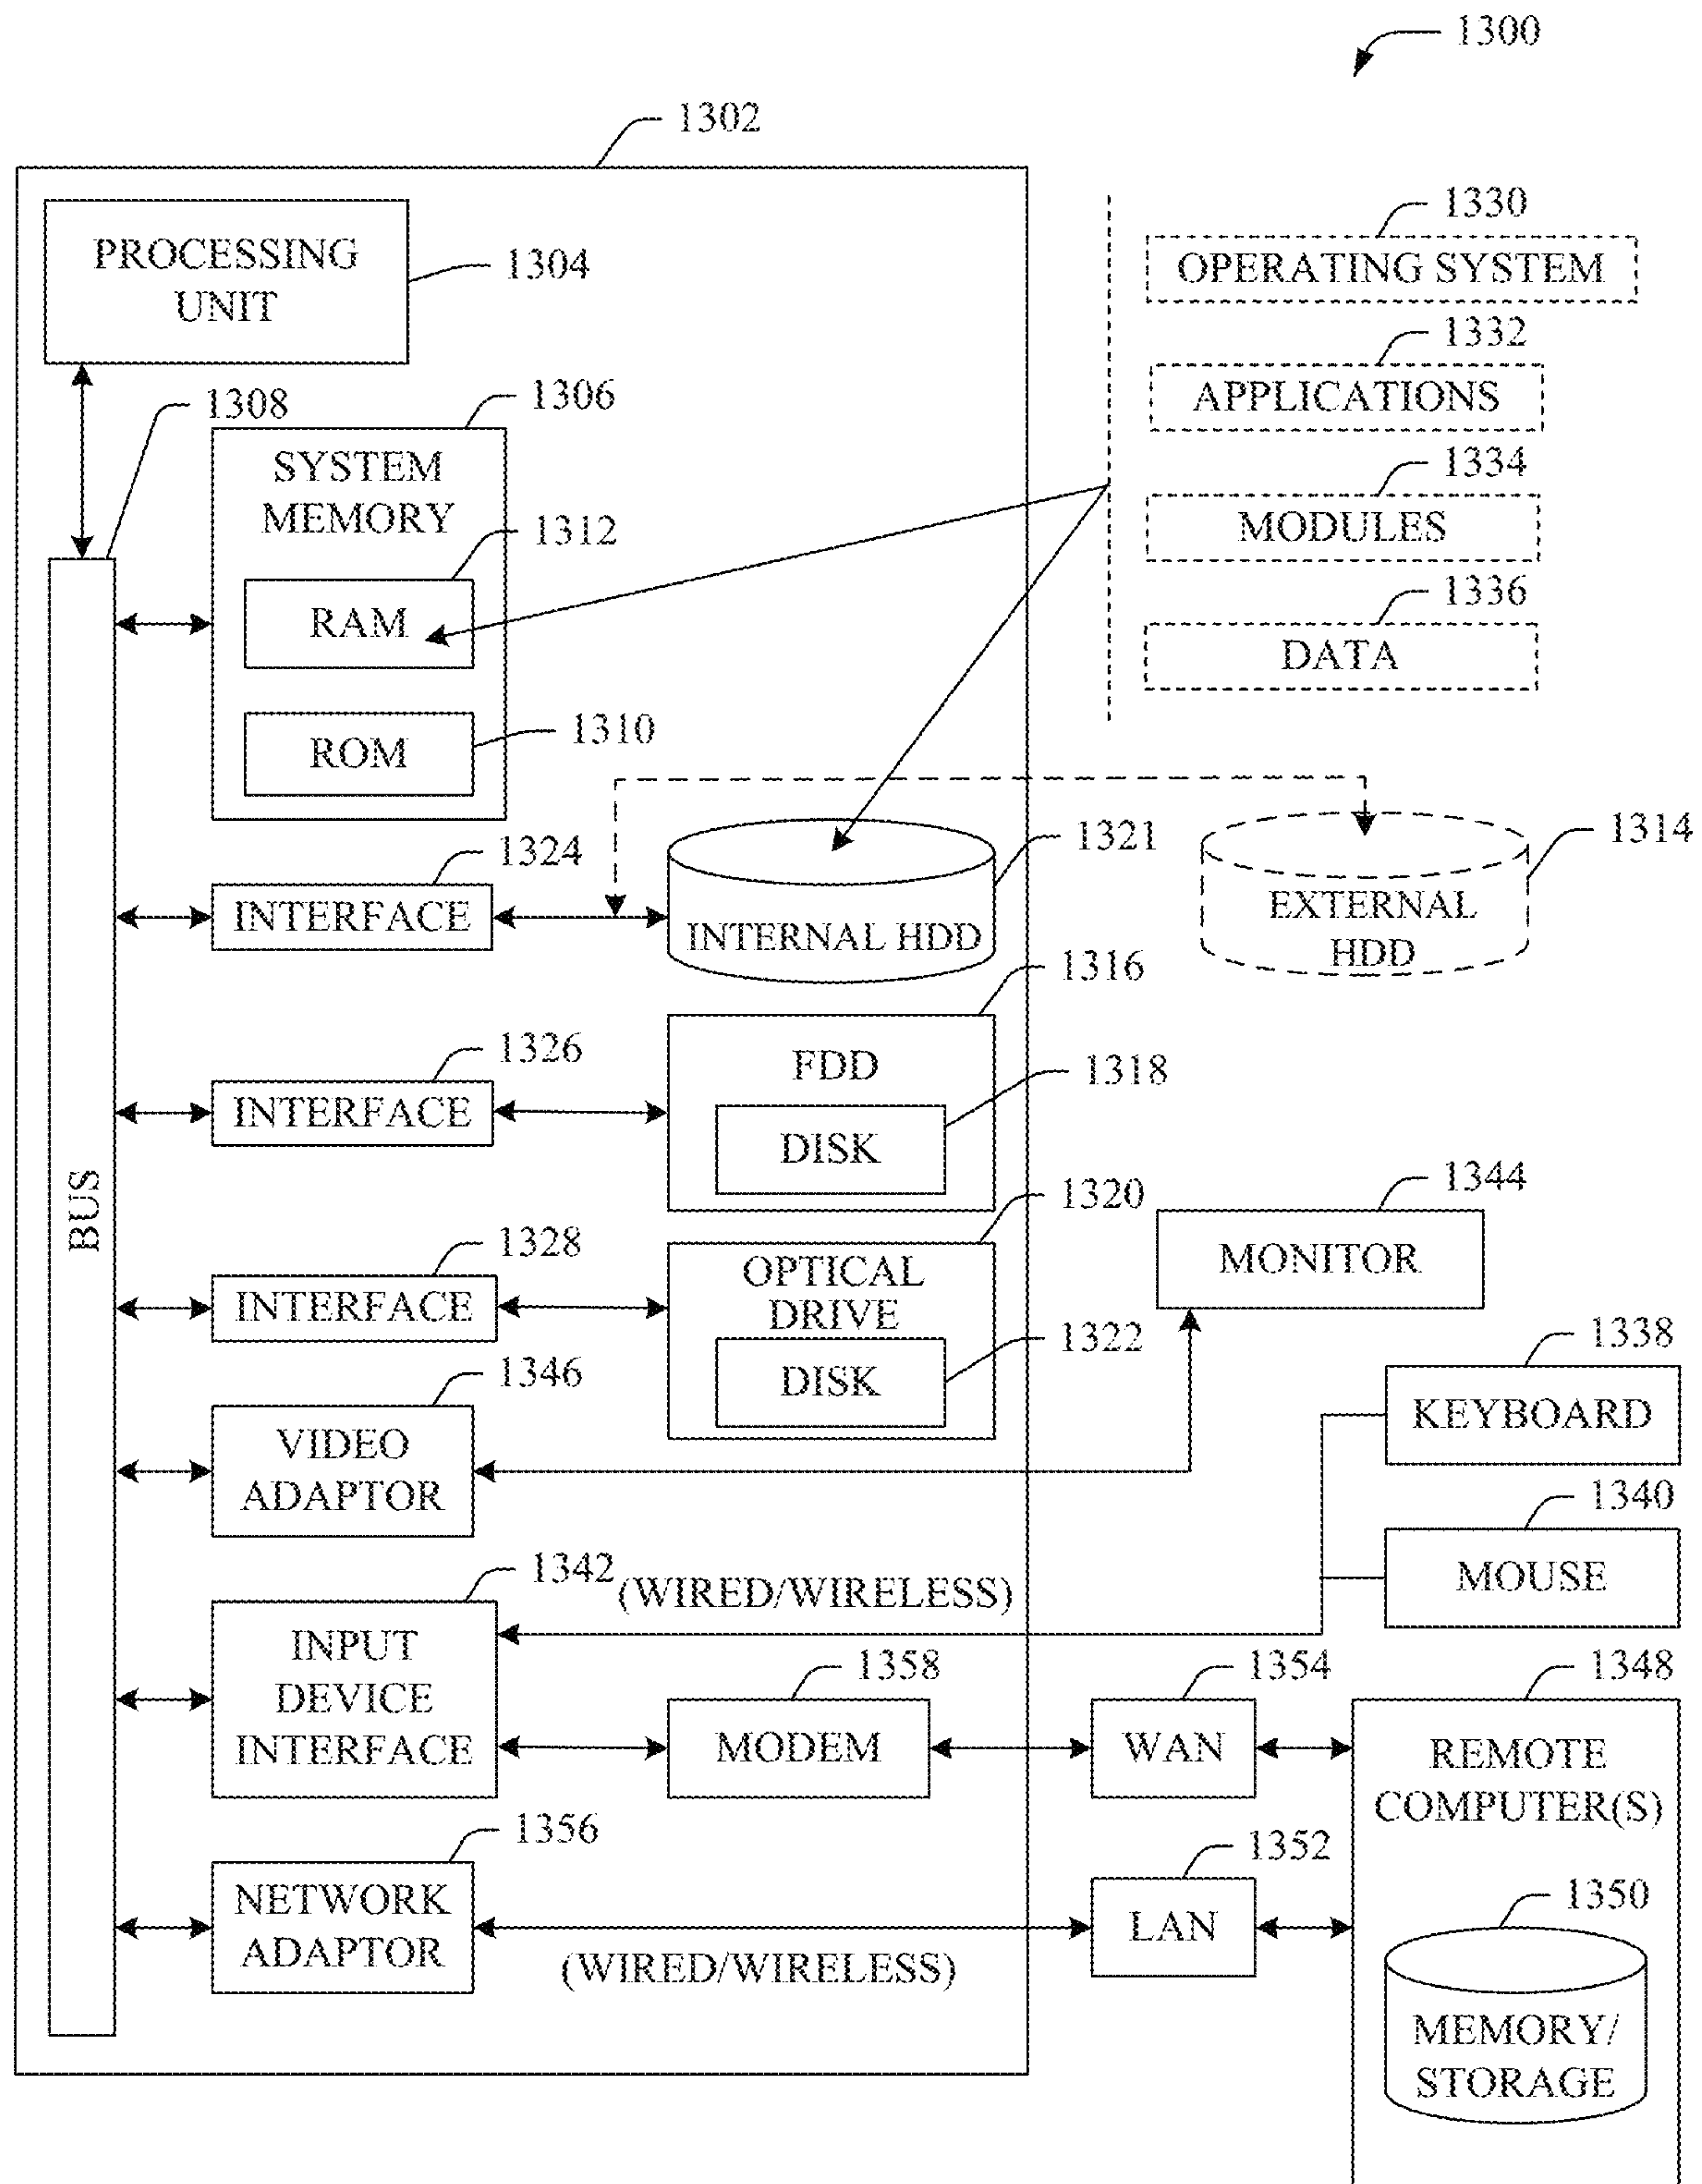 1300
1302
PROCESSING
UNIT
1304
1308
1306
SYSTEM
MEMORY
1312
RAM
1310
ROM
1330
OPERATING SYSTEM
1332
APPLICATIONS
1334
MODULES
1336
DATA
BUS
1324
INTERFACE
1321
INTERNAL HDD
1314
EXTERNAL
HDD
1326
INTERFACE
1316
FDD
1318
DISK
1328
INTERFACE
1320
OPTICAL
DRIVE
1322
DISK
1344
MONITOR
1346
VIDEO
ADAPTOR
1338
KEYBOARD
1340
MOUSE
1342
(WIRED/WIRELESS)
INPUT
DEVICE
INTERFACE
1358
MODEM
1354
WAN
1348
REMOTE
COMPUTER(S)
1356
NETWORK
ADAPTOR
(WIRED/WIRELESS)
1352
LAN
1350
MEMORY/
STORAGE